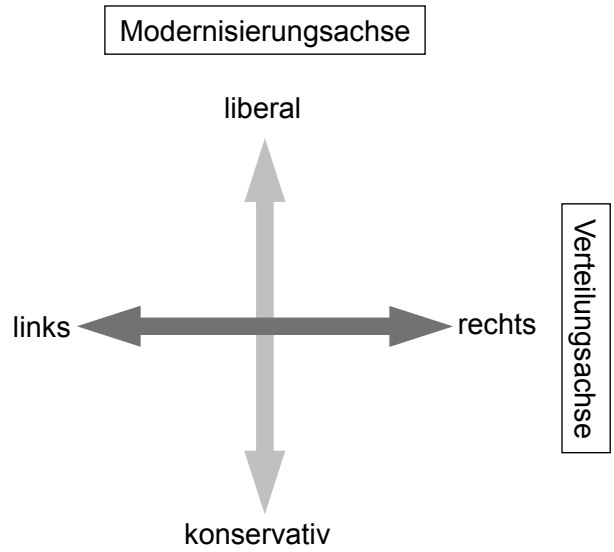 Modernisierungsachse
liberal
links
rechts
Verteilungsachse
konservativ